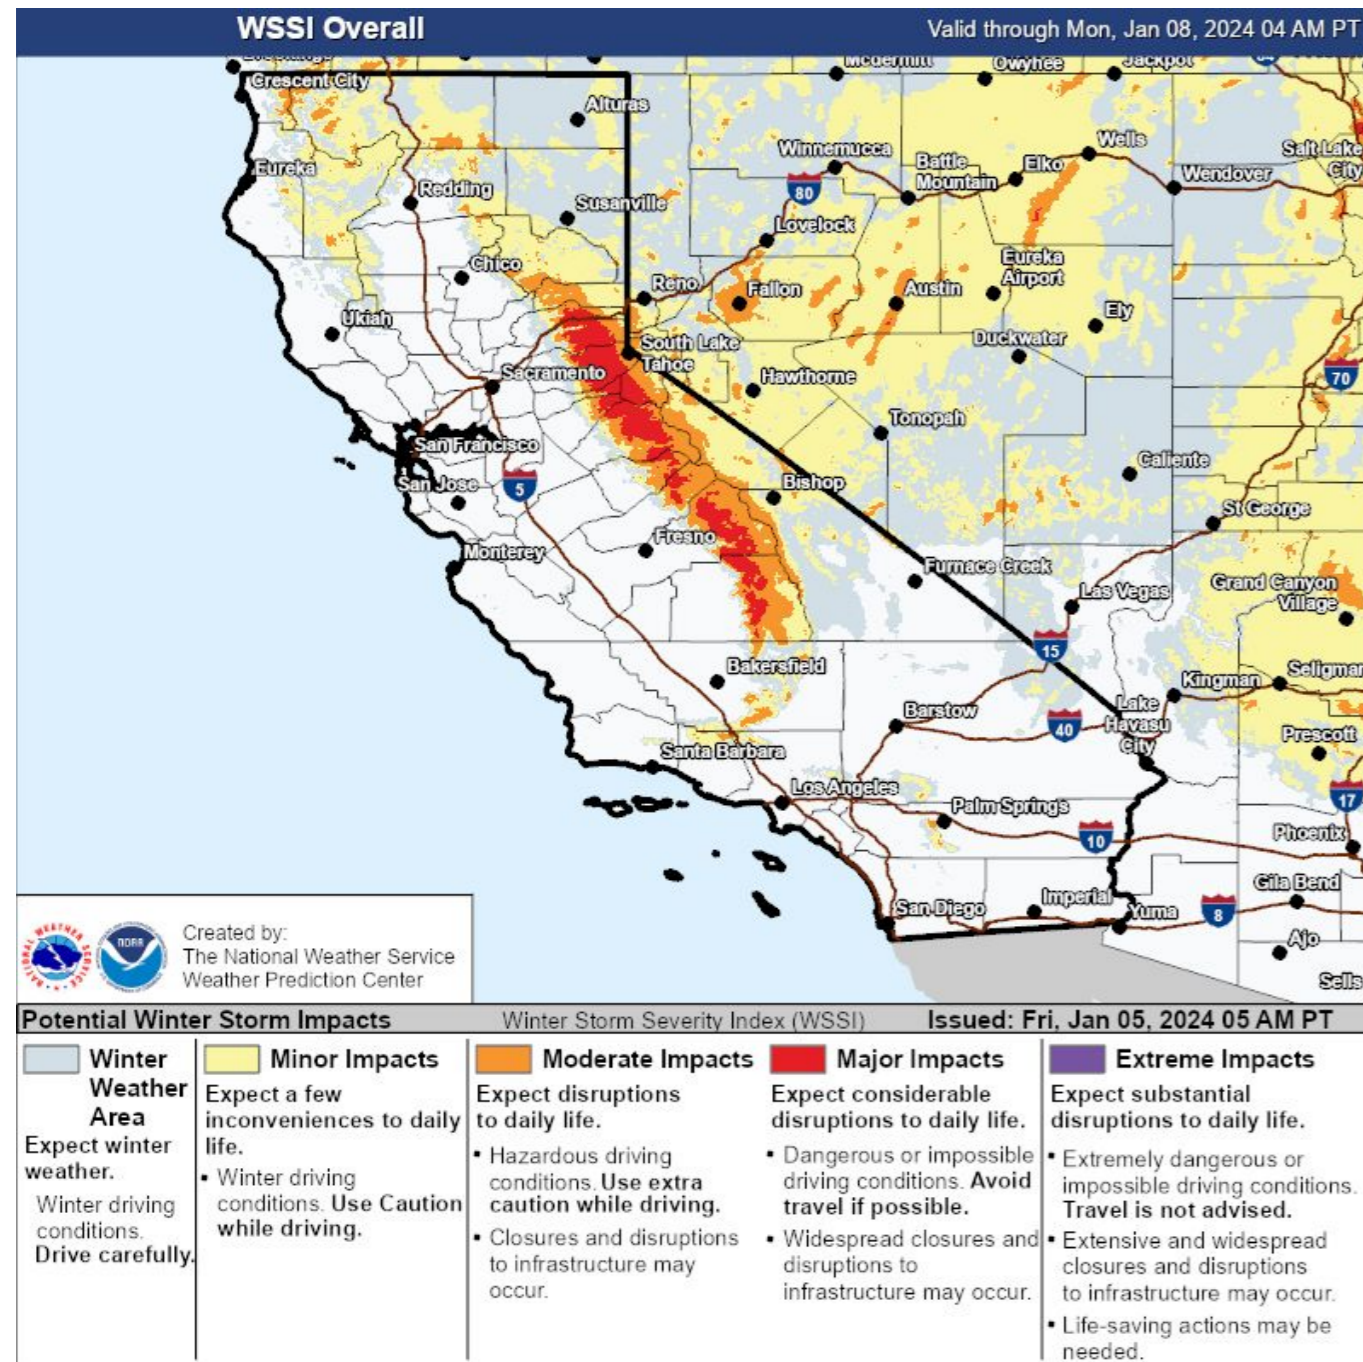 WSSI Overall
Valid through Mon, Jan 08, 2024 04 AM PT
Mcdermitt
Owyhee
Jackpot
Crescent City
Alturas
Winnemucca
Wells
Salt Lake
City
Eureka
Battle
Mountain
Elko
Wendover
Redding
80
Susanville
Lovelock
70
Chico
Eureka
Airport
Reno
Fallon
Austin
Ely
Ukiah
South Lake
Tahoe
Duckwater
Sacramento
Hawthorne
70
Tonopah
San Francisco
Caliente
San Jose
5
Bishop
St George
Fresno
Monterey
Furnace Creek
Las Vegas
Grand Canyon
Village
15
Bakersfield
Kingman
Seligman
Barstow
40
Lake
Havasu
City
Prescott
Santa Barbara
Los Angeles
Palm Springs
17
10
Phoenix
Gila Bend
San Diego
Imperial
Yuma
8
Ajo
Sells
NATIONAL WEATHER SERVICE
NOAA
Created by:
The National Weather Service
Weather Prediction Center
Potential Winter Storm Impacts
Winter Storm Severity Index (WSSI)
Issued: Fri, Jan 05, 2024 05 AM PT
Winter
Weather
Area
Expect winter
weather.
Winter driving
conditions.
Drive carefully.
Minor Impacts
Expect a few
inconveniences to daily
life.
▪ Winter driving
conditions. Use Caution
while driving.
Moderate Impacts
Expect disruptions
to daily life.
▪ Hazardous driving
conditions. Use extra
caution while driving.
▪ Closures and disruptions
to infrastructure may
occur.
Major Impacts
Expect considerable
disruptions to daily life.
▪ Dangerous or impossible
driving conditions. Avoid
travel if possible.
▪ Widespread closures and
disruptions to
infrastructure may occur.
Extreme Impacts
Expect substantial
disruptions to daily life.
▪ Extremely dangerous or
impossible driving conditions.
Travel is not advised.
▪ Extensive and widespread
closures and disruptions
to infrastructure may occur.
▪ Life-saving actions may be
needed.